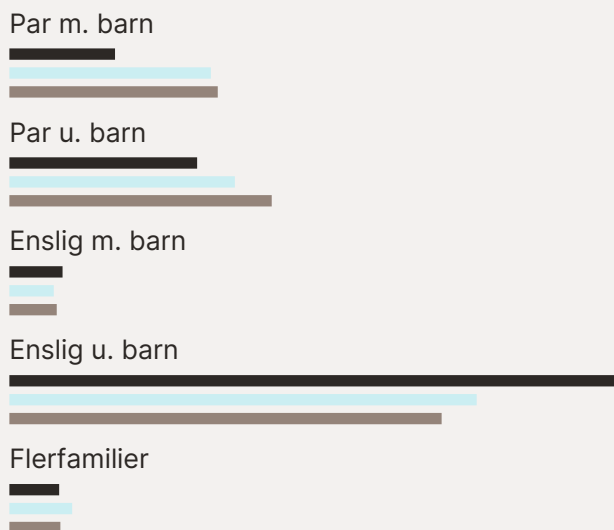 Par m. barn
Par u. barn
Enslig m. barn
Enslig u. barn
Flerfamilier